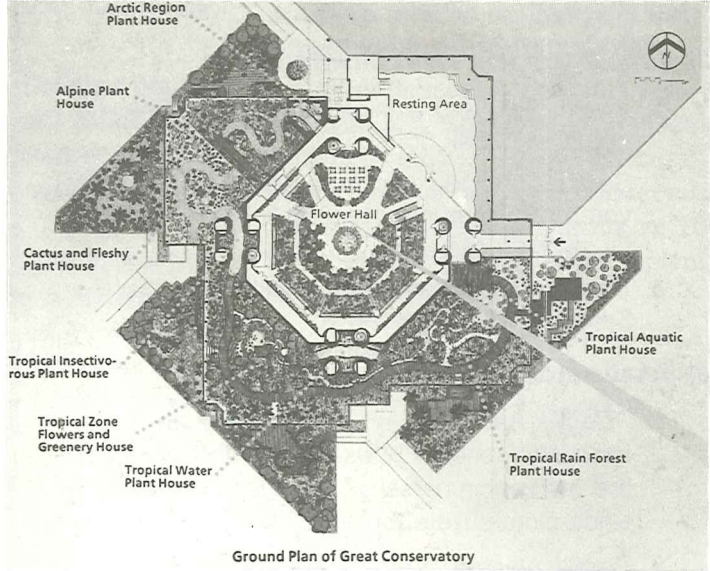 Arctic Region
Plant House
Alpine Plant
House
Resting Area
N
Flower Hall
Cactus and Fleshy
Plant House
Tropical Aquatic
Plant House
Tropical Insectivo-
rous Plant House
Tropical Zone
Flowers and
Greenery House
Tropical Water
Plant House
Tropical Rain Forest
Plant House
Ground Plan of Great Conservatory